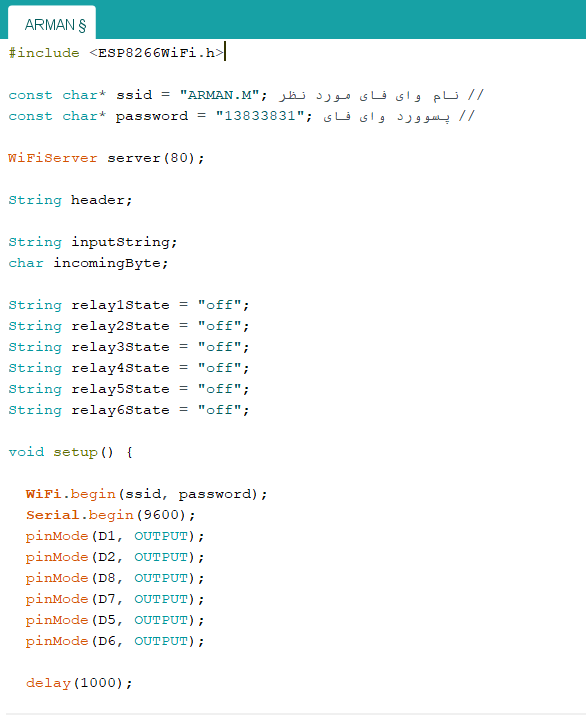 ARMAN §
#include <ESP8266WiFi.h>
const char* ssid = "ARMAN.M"; // نام وای فای مورد نظر
const char* password = "13833831"; // پسوورد وای فای
WiFiServer server(80);
String header;
String inputString;
char incomingByte;
String relay1State = "off";
String relay2State = "off";
String relay3State = "off";
String relay4State = "off";
String relay5State = "off";
String relay6State = "off";
void setup() {
WiFi.begin(ssid, password);
Serial.begin(9600);
pinMode(D1, OUTPUT);
pinMode(D2, OUTPUT);
pinMode(D8, OUTPUT);
pinMode(D7, OUTPUT);
pinMode(D5, OUTPUT);
pinMode(D6, OUTPUT);
delay(1000);